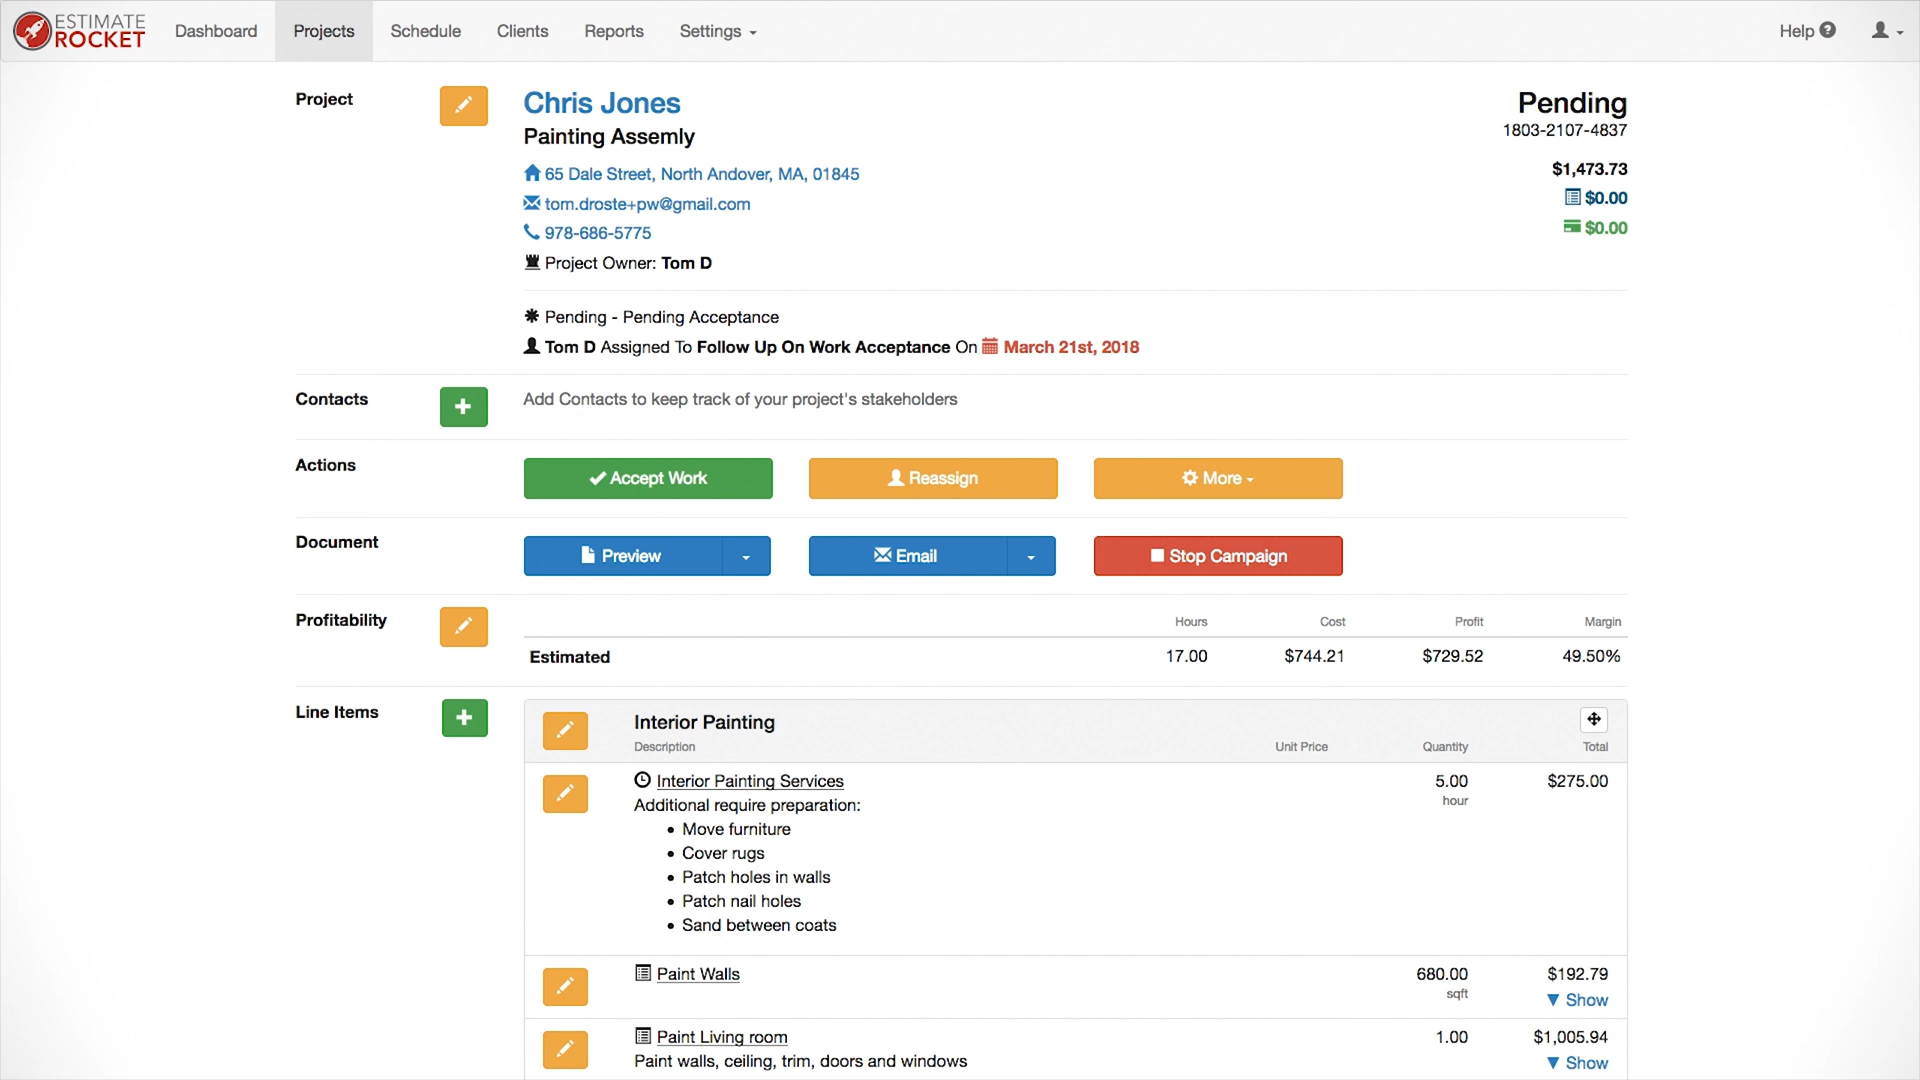 ESTIMATE
ROCKET
Dashboard
Projects
Schedule
Clients
Reports
Settings
Help
Project
Chris Jones
Painting Assemly
65 Dale Street, North Andover, MA, 01845
tom.droste+pw@gmail.com
978-686-5775
Project Owner: Tom D
Pending
1803-2107-4837
$1,473.73
$0.00
$0.00
Pending - Pending Acceptance
Tom D Assigned To Follow Up On Work Acceptance On March 21st, 2018
Contacts
Add Contacts to keep track of your project's stakeholders
Actions
Accept Work
Reassign
More
Document
Preview
Email
Stop Campaign
Profitability
Hours Cost Profit Margin
Estimated 17.00 $744.21 $729.52 49.50%
Line Items
Interior Painting
Description Unit Price Quantity Total
Interior Painting Services 5.00 $275.00
hour
Additional require preparation:
• Move furniture
• Cover rugs
• Patch holes in walls
• Patch nail holes
• Sand between coats
Paint Walls 680.00 $192.79
sqft
Show
Paint Living room 1.00 $1,005.94
Paint walls, ceiling, trim, doors and windows
Show